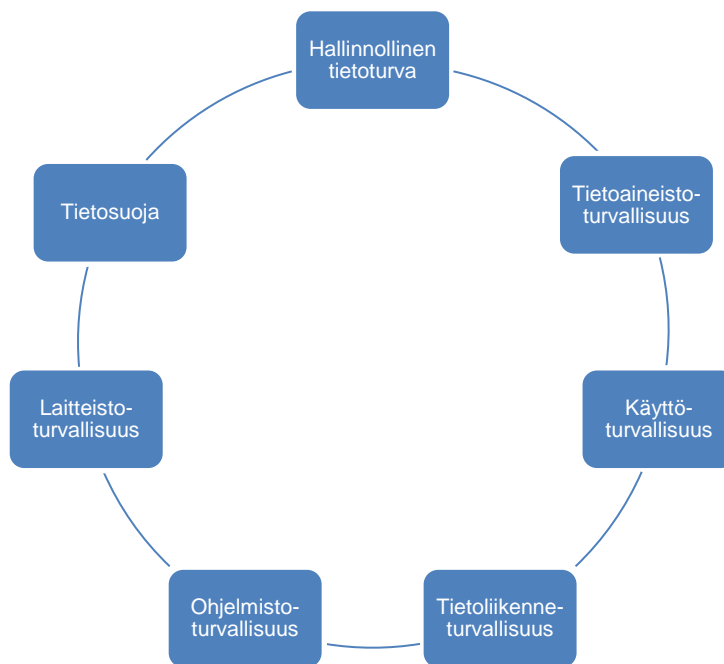 Hallinnollinen
tietoturva
Tietoaineisto-
turvallisuus
Käyttö-
turvallisuus
Tietoliikenne-
turvallisuus
Ohjelmisto-
turvallisuus
Laitteisto-
turvallisuus
Tietosuoja